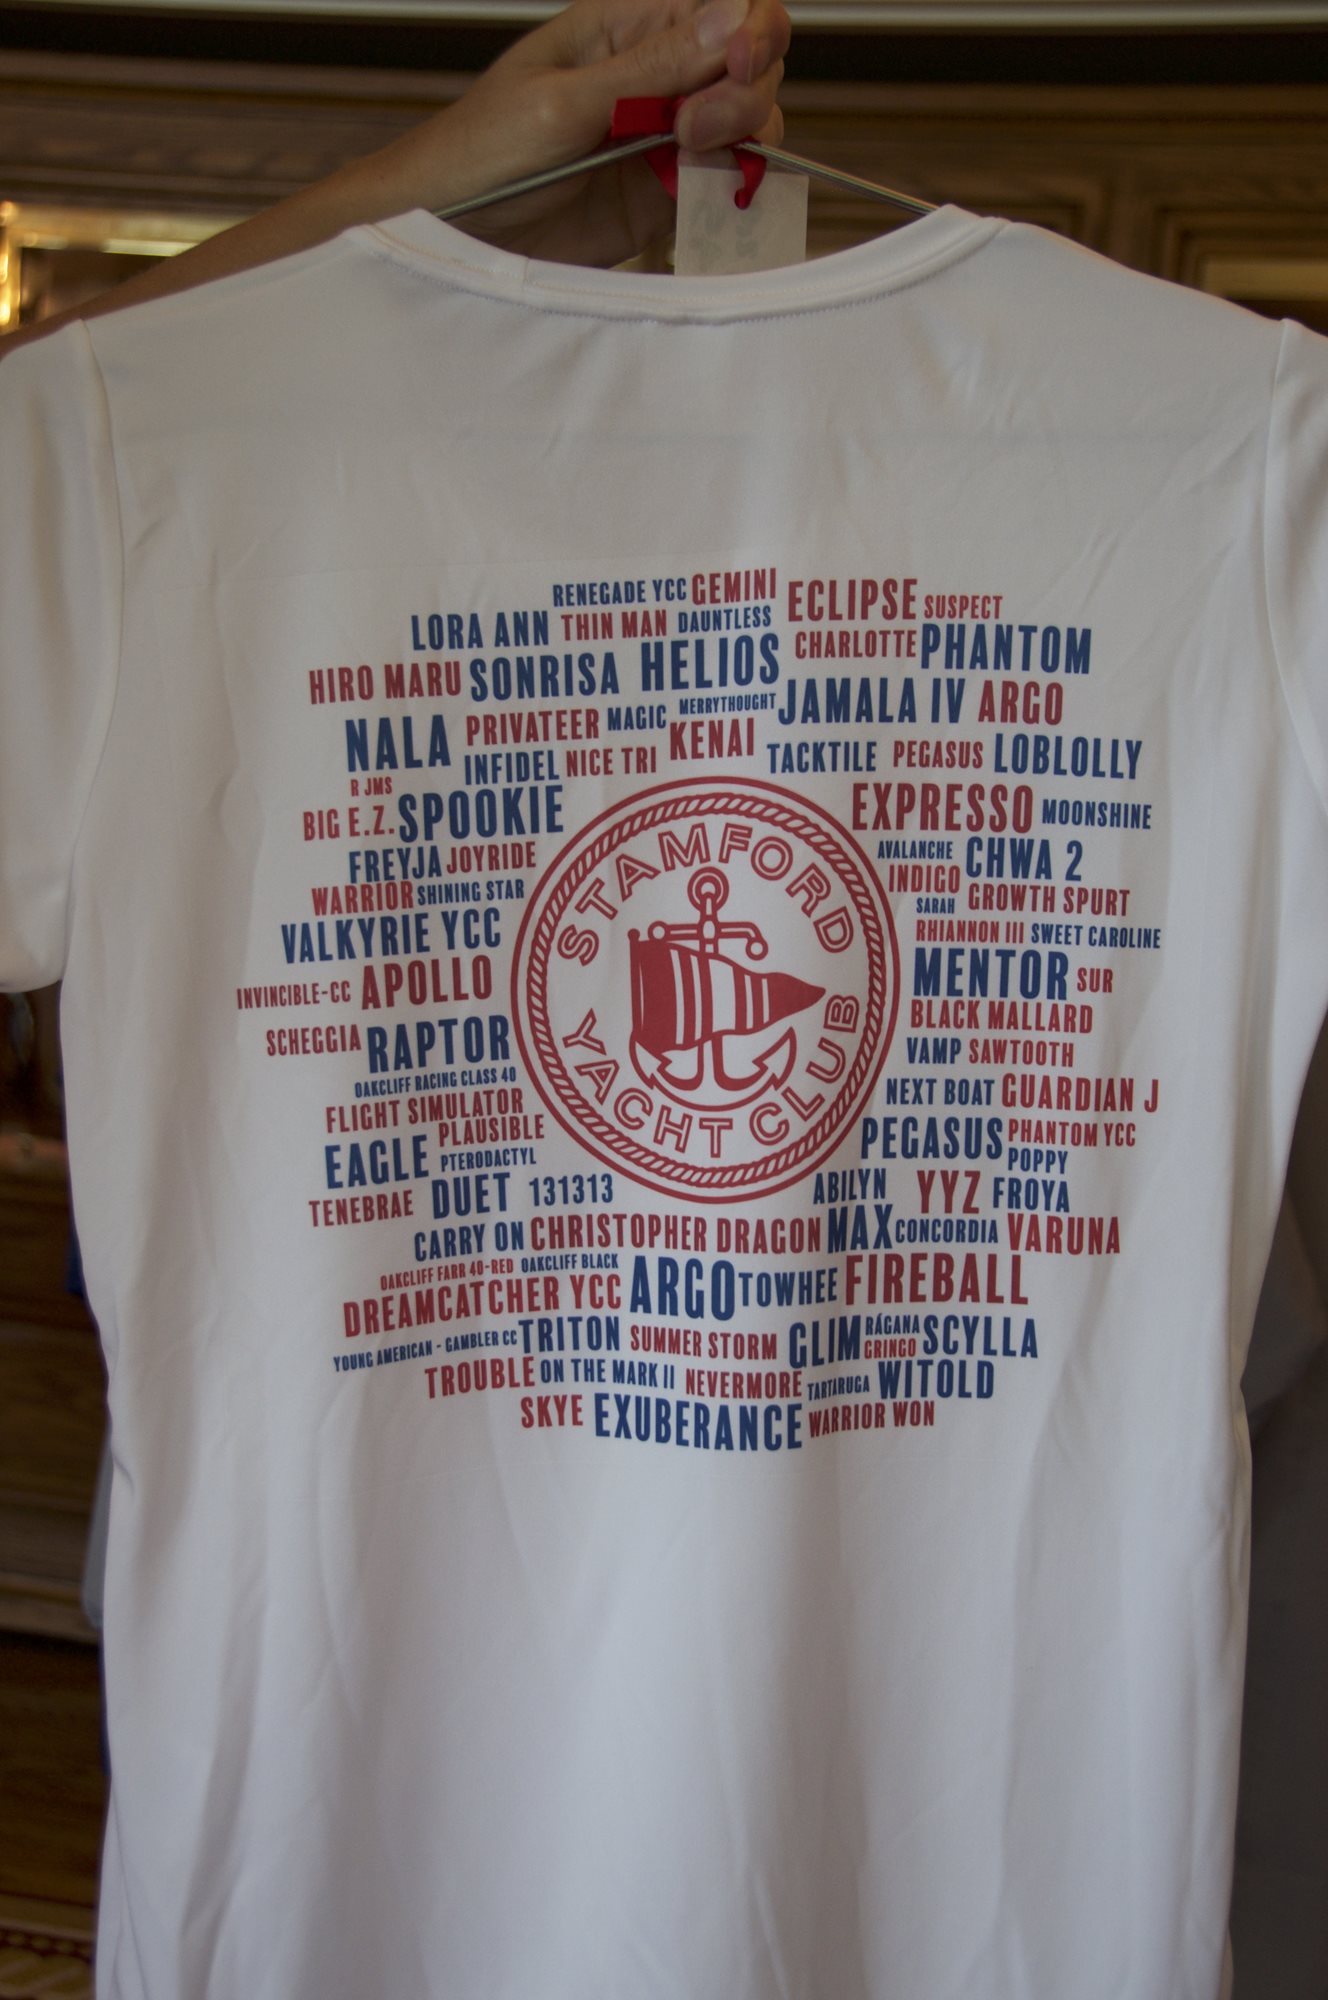 RENEGADE YCC GEMINI ECLIPSE SUSPECT
LORA ANN THIN MAN DAUNTLESS CHARLOTTE PHANTOM
HIRO MARU SONRISA HELIOS
NALA PRIVATEER MAGIC MERRYTHOUGHT JAMALA IV ARGO
INFIDEL NICE TRI KENAI TACKTILE PEGASUS LOBLOLLY
R JMS
BIG E.Z. SPOOKIE EXPRESSO MOONSHINE
FREYJA JOYRIDE AVALANCHE CHWA 2
WARRIOR SHINING STAR INDIGO GROWTH SPURT
SARAH
VALKYRIE YCC RHIANNON III SWEET CAROLINE
INVINCIBLE-CC APOLLO MENTOR SUR
BLACK MALLARD
SCHEGGIA RAPTOR VAMP SAWTOOTH
OAKCLIFF RACING CLASS 40
FLIGHT SIMULATOR NEXT BOAT GUARDIAN J
PLAUSIBLE PEGASUS PHANTOM YCC
EAGLE PTERODACTYL POPPY
TENEBRAE DUET 131313 ABILYN YYZ FROYA
STAMFORD
YACHT CLUB
CARRY ON CHRISTOPHER DRAGON MAX CONCORDIA VARUNA
OAKCLIFF FARR 40-RED OAKCLIFF BLACK
DREAMCATCHER YCC ARGO TOWHEE FIREBALL
YOUNG AMERICAN - GAMBLER CC TRITON SUMMER STORM GLIM RÁGANA SCYLLA
GRINGO
TROUBLE ON THE MARK II NEVERMORE TARTARUGA WITOLD
SKYE EXUBERANCE WARRIOR WON